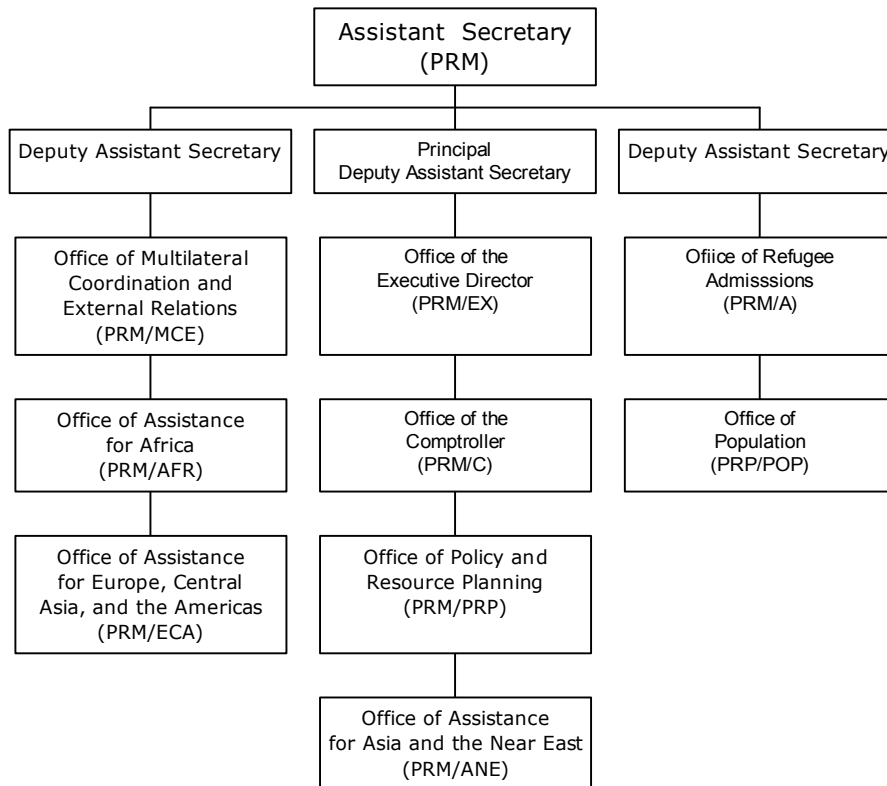 Assistant Secretary
(PRM)
Deputy Assistant Secretary
Principal
Deputy Assistant Secretary
Deputy Assistant Secretary
Office of Multilateral
Coordination and
External Relations
(PRM/MCE)
Office of the
Executive Director
(PRM/EX)
Ofiice of Refugee
Admisssions
(PRM/A)
Office of Assistance
for Africa
(PRM/AFR)
Office of the
Comptroller
(PRM/C)
Office of
Population
(PRP/POP)
Office of Assistance
for Europe, Central
Asia, and the Americas
(PRM/ECA)
Office of Policy and
Resource Planning
(PRM/PRP)
Office of Assistance
for Asia and the Near East
(PRM/ANE)